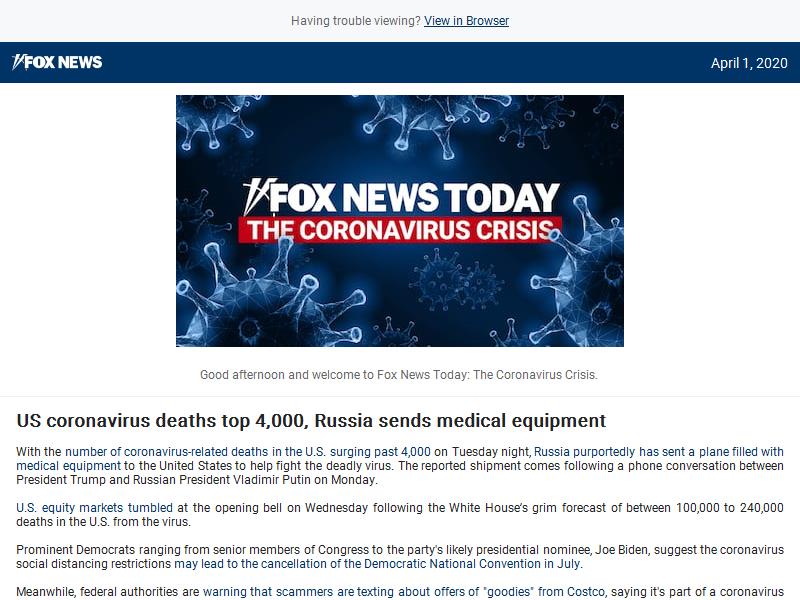 Having trouble viewing? View in Browser
FOX NEWS
April 1, 2020
FOX NEWS TODAY
THE CORONAVIRUS CRISIS
Good afternoon and welcome to Fox News Today: The Coronavirus Crisis.
US coronavirus deaths top 4,000, Russia sends medical equipment
With the number of coronavirus-related deaths in the U.S. surging past 4,000 on Tuesday night, Russia purportedly has sent a plane filled with
medical equipment to the United States to help fight the deadly virus. The reported shipment comes following a phone conversation between
President Trump and Russian President Vladimir Putin on Monday.
U.S. equity markets tumbled at the opening bell on Wednesday following the White House's grim forecast of between 100,000 to 240,000
deaths in the U.S. from the virus.
Prominent Democrats ranging from senior members of Congress to the party's likely presidential nominee, Joe Biden, suggest the coronavirus
social distancing restrictions may lead to the cancellation of the Democratic National Convention in July.
Meanwhile, federal authorities are warning that scammers are texting about offers of "goodies" from Costco, saying it's part of a coronavirus